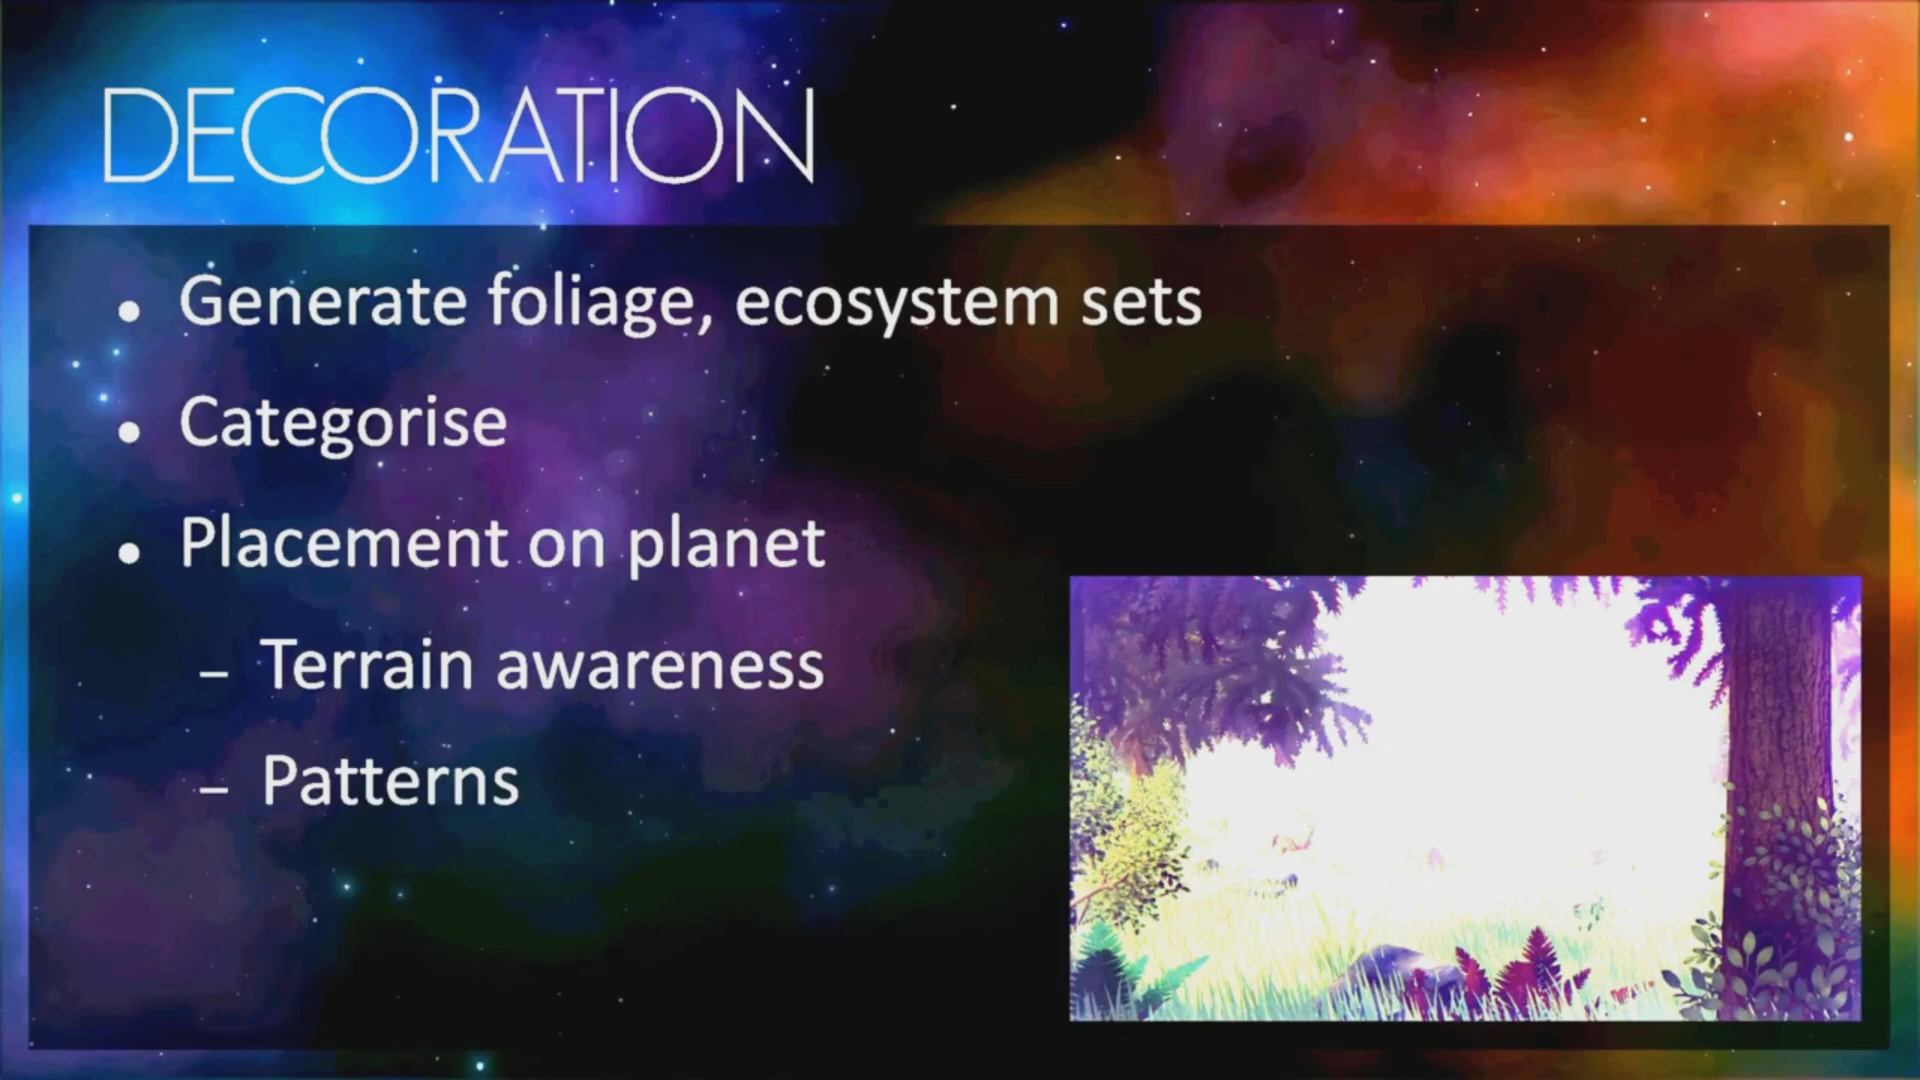 DECORATION
• Generate foliage, ecosystem sets
• Categorise
• Placement on planet
– Terrain awareness
– Patterns